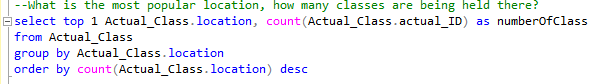 --What is the most popular location, how many classes are being held there?
select top 1 Actual_Class.location, count(Actual_Class.actual_ID) as numberOfClass
from Actual_Class
group by Actual_Class.location
order by count(Actual_Class.location) desc